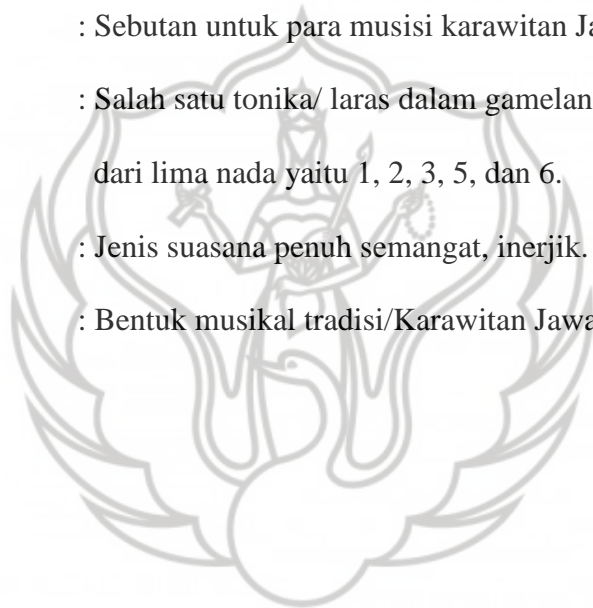 : Sebutan untuk para musisi karawitan
: Salah satu tonika/ laras dalam gamelan
dari lima nada yaitu 1, 2, 3, 5, dan 6.
: Jenis suasana penuh semangat, inerjik.
: Bentuk musikal tradisi/Karawitan Jawa